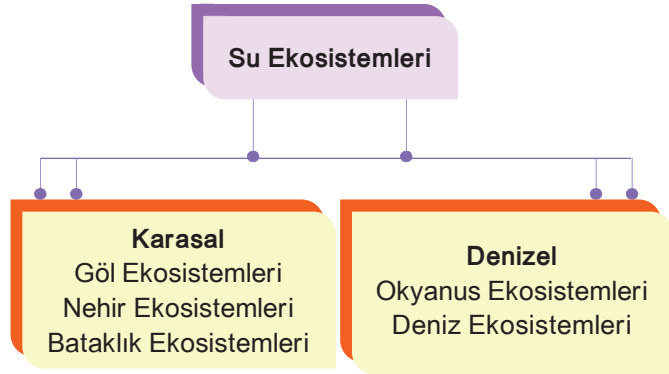 Su Ekosistemleri
Karasal
Göl Ekosistemleri
Nehir Ekosistemleri
Bataklık Ekosistemleri
Denizel
Okyanus Ekosistemleri
Deniz Ekosistemleri